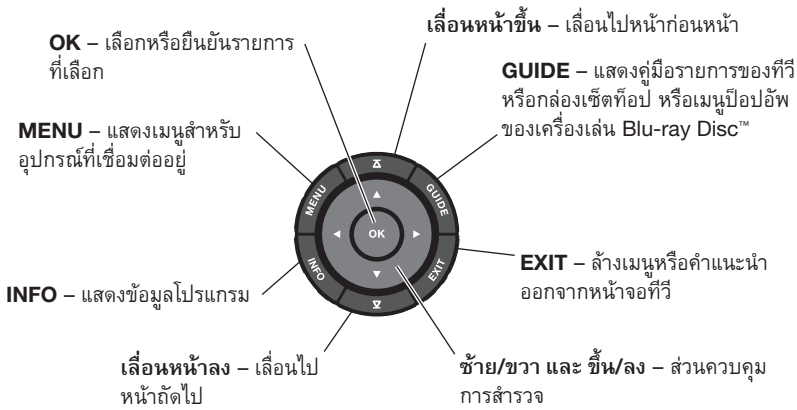 OK – เลือกหรือยืนยันรายการ
ที่เลือก
เลื่อนหน้าขึ้น – เลื่อนไปหน้าก่อนหน้า
GUIDE – แสดงคู่มือรายการของทีวี
หรือกล่องเซ็ตท็อป หรือเมนูป็อปอัพ
ของเครื่องเล่น Blu-ray Disc™
MENU – แสดงเมนูสำหรับ
อุปกรณ์ที่เชื่อมต่ออยู่
MENU
GUIDE
OK
INFO
EXIT
EXIT – ล้างเมนูหรือคำแนะนำ
ออกจากหน้าจอทีวี
INFO – แสดงข้อมูลโปรแกรม
เลื่อนหน้าลง – เลื่อนไป
หน้าถัดไป
ซ้าย/ขวา และ ขึ้น/ลง – ส่วนควบคุม
การสำรวจ